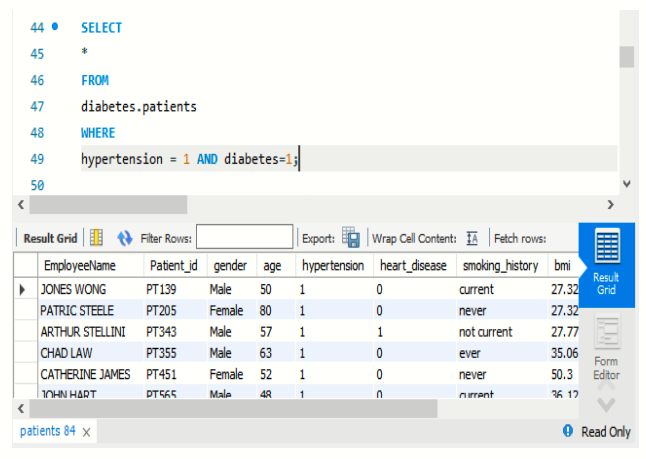 44 SELECT
45 *
46 FROM
47 diabetes.patients
48 WHERE
49 hypertension = 1 AND diabetes=1;
50
Result Grid Filter Rows: Export: Wrap Cell Content: IA Fetch rows:
EmployeeName Patient_id gender age hypertension heart_disease smoking_history bmi
JONES WONG PT139 Male 50 1 0 current 27.32
PATRIC STEELE PT205 Female 80 1 0 never 27.32
ARTHUR STELLINI PT343 Male 57 1 1 not current 27.77
CHAD LAW PT355 Male 63 1 0 ever 35.06
CATHERINE JAMES PT451 Female 52 1 0 never 50.3
JOHN HART PT565 Male 48 1 0 current 36.12
Result
Grid
Form
Editor
patients 84 Read Only